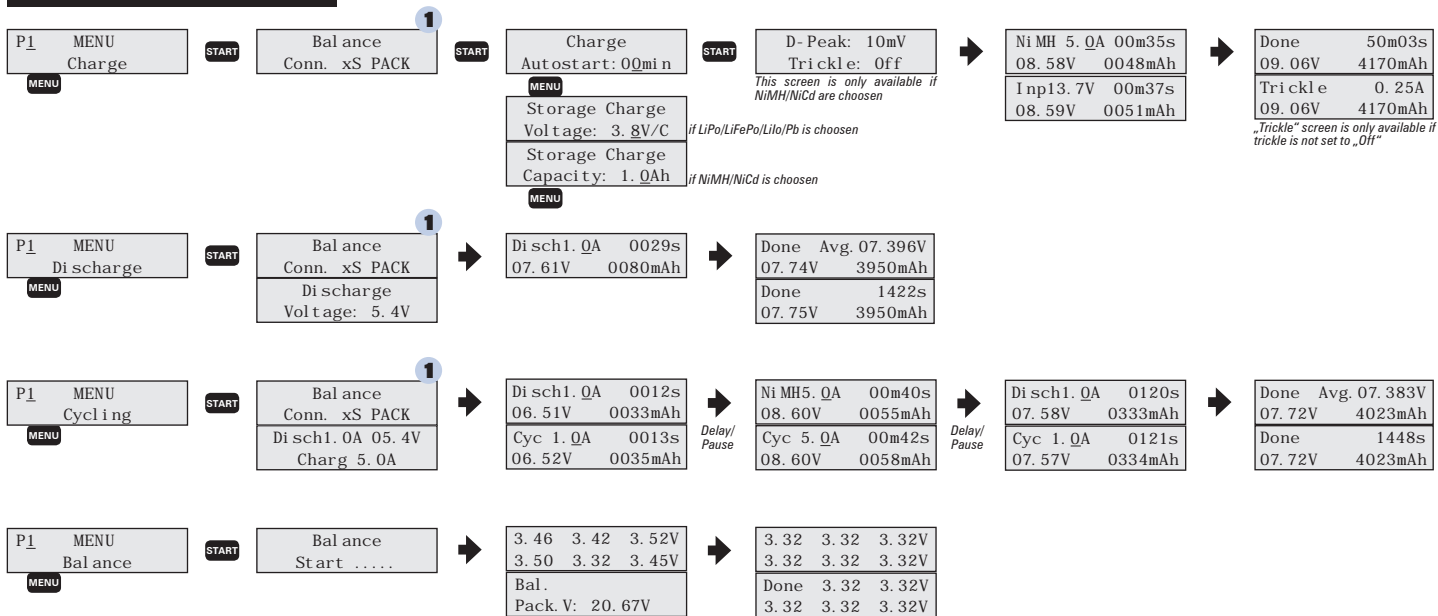 1
P1 MENU
Charge
MENU
START
Balance
Conn. xS PACK
START
Charge
Autostart: 00min
MENU
Storage Charge
Voltage: 3.8V/C
if LiPo/LiFePo/LiIo/Pb is choosen
Storage Charge
Capacity: 1.0Ah
if NiMH/NiCd is choosen
MENU
START
D-Peak: 10mV
Trickle: Off
This screen is only available if
NiMH/NiCd are choosen
NiMH 5.0A 00m35s
08.58V 0048mAh
Inp13.7V 00m37s
08.59V 0051mAh
Done 50m03s
09.06V 4170mAh
Trickle 0.25A
09.06V 4170mAh
„Trickle“ screen is only available if
trickle is not set to „Off“
1
P1 MENU
Discharge
MENU
START
Balance
Conn. xS PACK
Discharge
Voltage: 5.4V
Disch1.0A 0029s
07.61V 0080mAh
Done Avg.07.396V
07.74V 3950mAh
Done 1422s
07.75V 3950mAh
1
P1 MENU
Cycling
MENU
START
Balance
Conn. xS PACK
Disch1.0A 05.4V
Charg 5.0A
Disch1.0A 0012s
06.51V 0033mAh
Cyc 1.0A 0013s
06.52V 0035mAh
Delay/
Pause
NiMH5.0A 00m40s
08.60V 0055mAh
Cyc 5.0A 00m42s
08.60V 0058mAh
Delay/
Pause
Disch1.0A 0120s
07.58V 0333mAh
Cyc 1.0A 0121s
07.57V 0334mAh
Done Avg.07.383V
07.72V 4023mAh
Done 1448s
07.72V 4023mAh
P1 MENU
Balance
MENU
START
Balance
Start .....
3.46 3.42 3.52V
3.50 3.32 3.45V
Bal.
Pack.V: 20.67V
3.32 3.32 3.32V
3.32 3.32 3.32V
Done 3.32 3.32V
3.32 3.32 3.32V